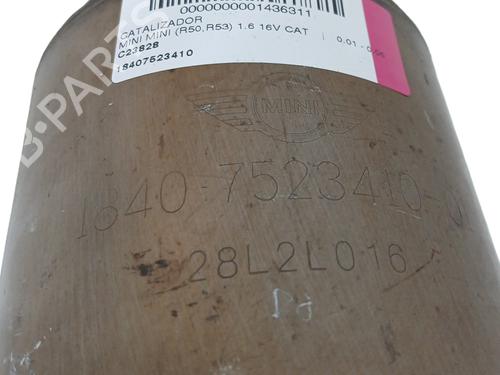 0000000001436311
CATALIZADOR
MINI MINI (R50,R53) 1.6 16V CAT | 0.01 - 0.06
C23828
18407523410
MINI
1840-7523410-01
28L2L016
B-Parts